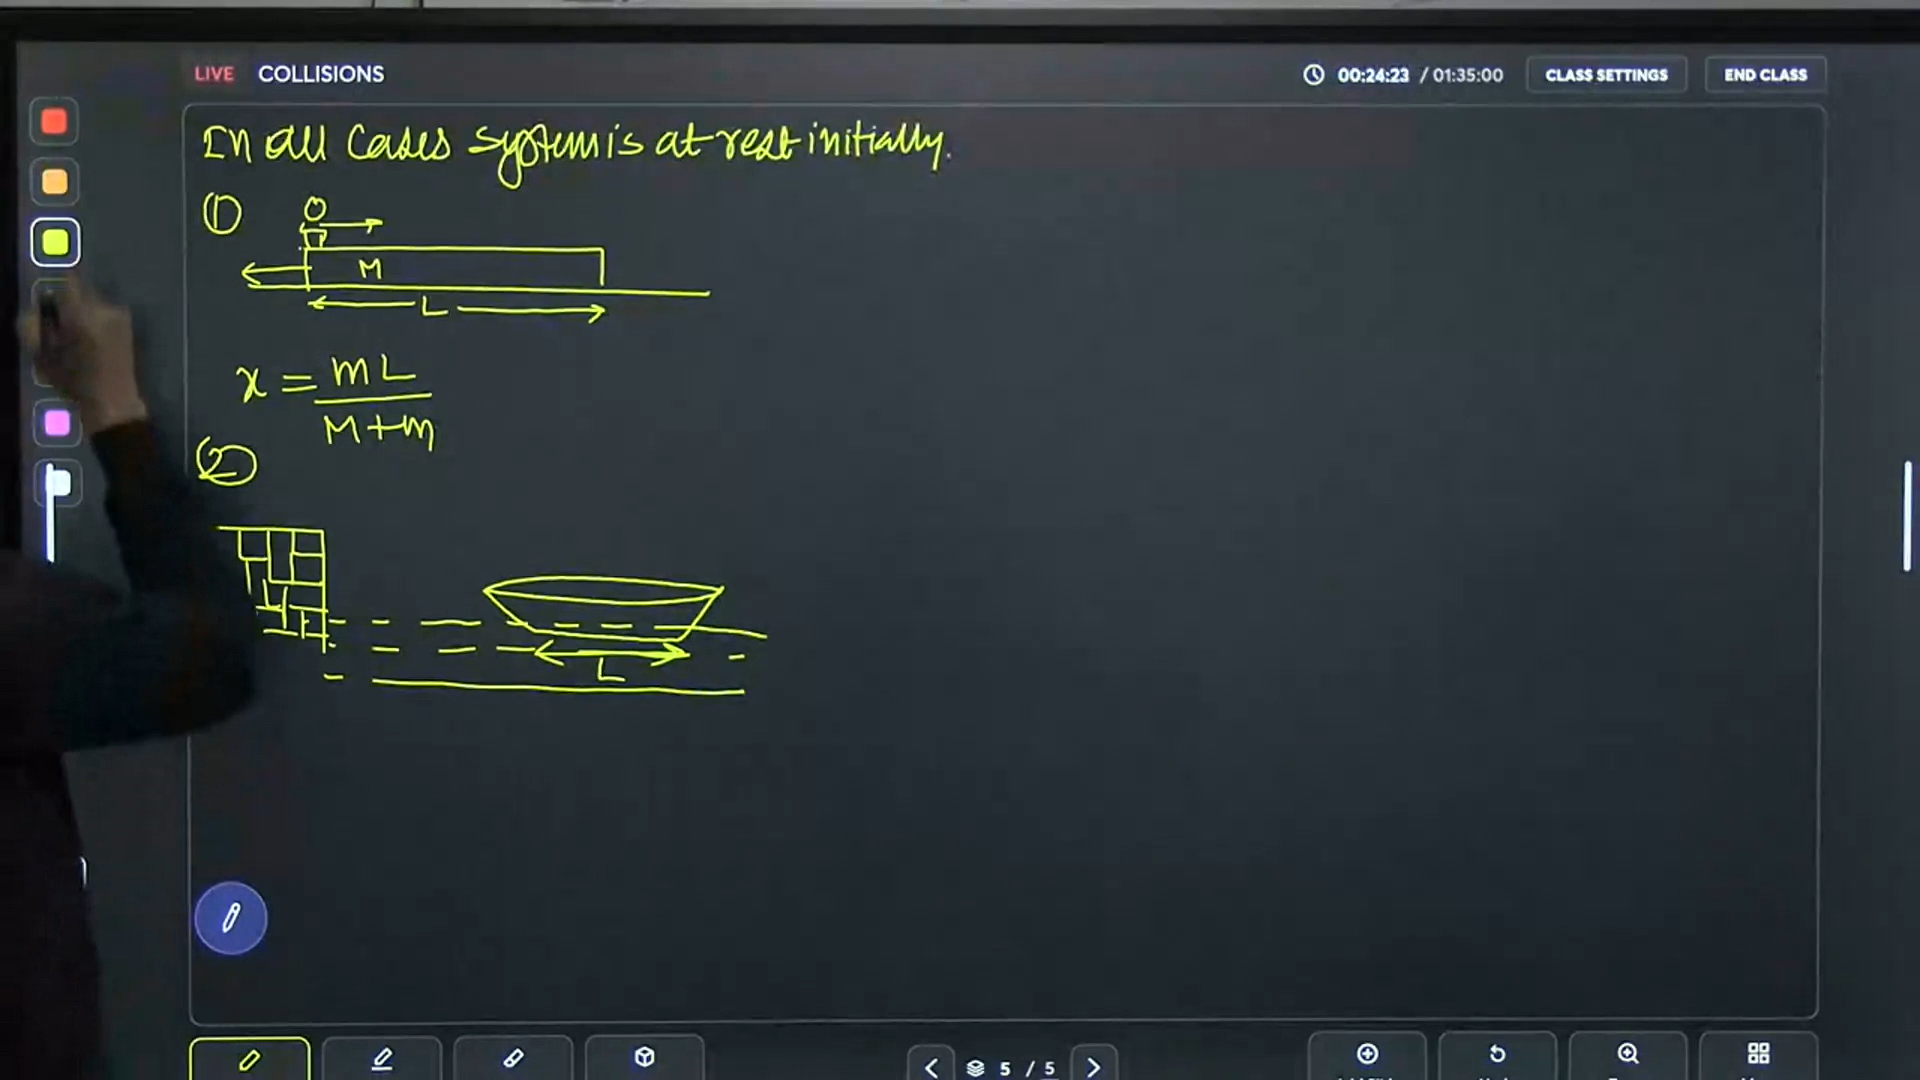 LIVE COLLISIONS 00:24:23 / 01:35:00 CLASS SETTINGS END CLASS
In all cases system is at rest initially.
①
M
L
x = mL / M+m
②
L
5 / 5